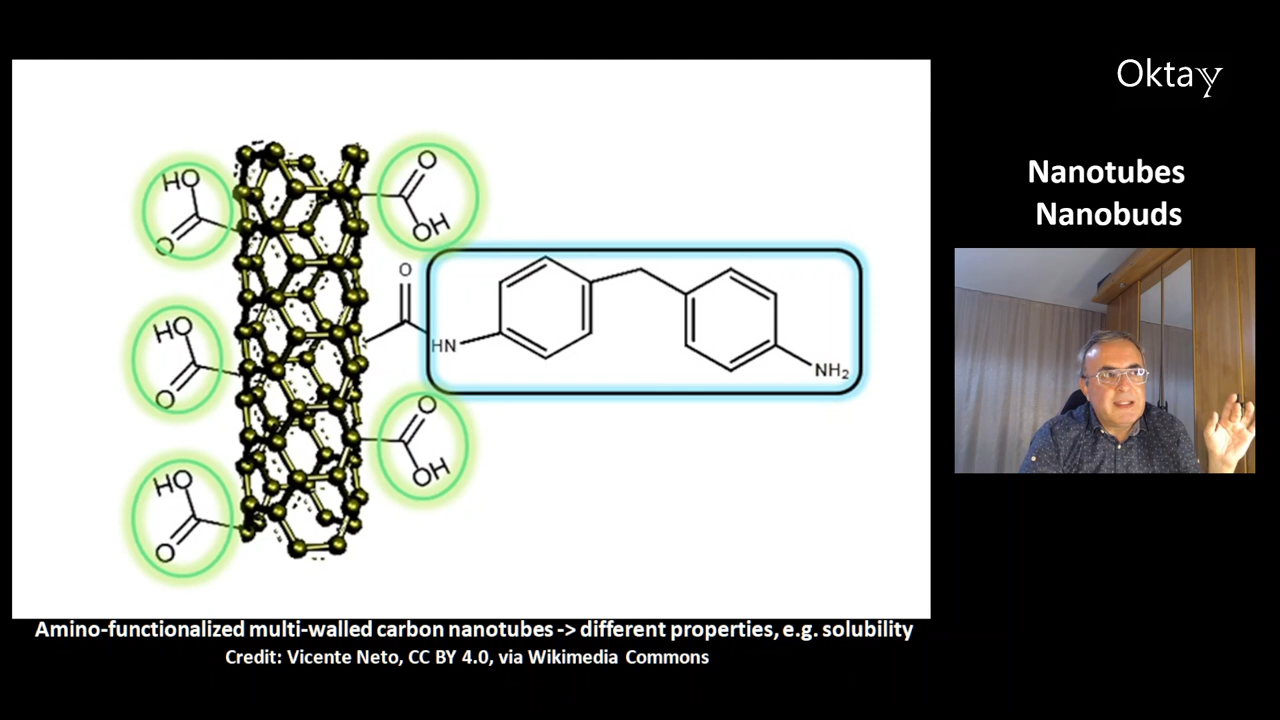 Oktay
Nanotubes
Nanobuds
HO
O
O
OH
O
HN
NH₂
HO
O
O
OH
HO
O
Amino-functionalized multi-walled carbon nanotubes -> different properties, e.g. solubility
Credit: Vicente Neto, CC BY 4.0, via Wikimedia Commons